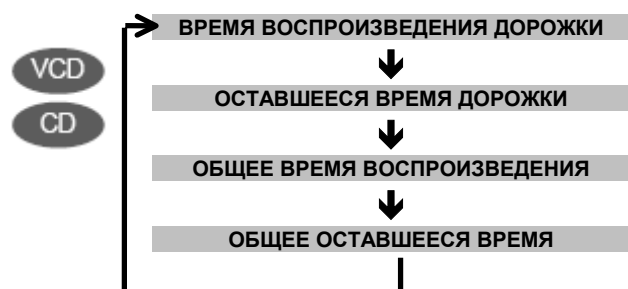 ВРЕМЯ ВОСПРОИЗВЕДЕНИЯ ДОРОЖКИ
VCD
ОСТАВШЕЕСЯ ВРЕМЯ ДОРОЖКИ
CD
ОБЩЕЕ ВРЕМЯ ВОСПРОИЗВЕДЕНИЯ
ОБЩЕЕ ОСТАВШЕЕСЯ ВРЕМЯ